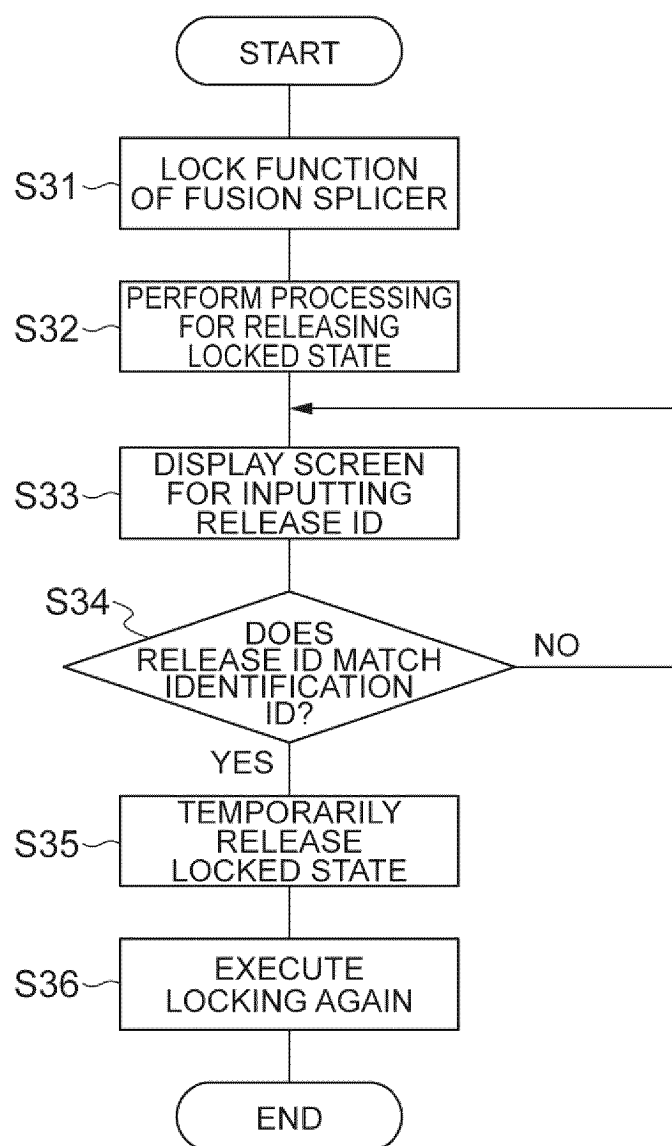 START
S31
LOCK FUNCTION
OF FUSION SPLICER
S32
PERFORM PROCESSING
FOR RELEASING
LOCKED STATE
S33
DISPLAY SCREEN
FOR INPUTTING
RELEASE ID
S34
DOES
RELEASE ID MATCH
IDENTIFICATION
ID?
NO
YES
S35
TEMPORARILY
RELEASE
LOCKED STATE
S36
EXECUTE
LOCKING AGAIN
END